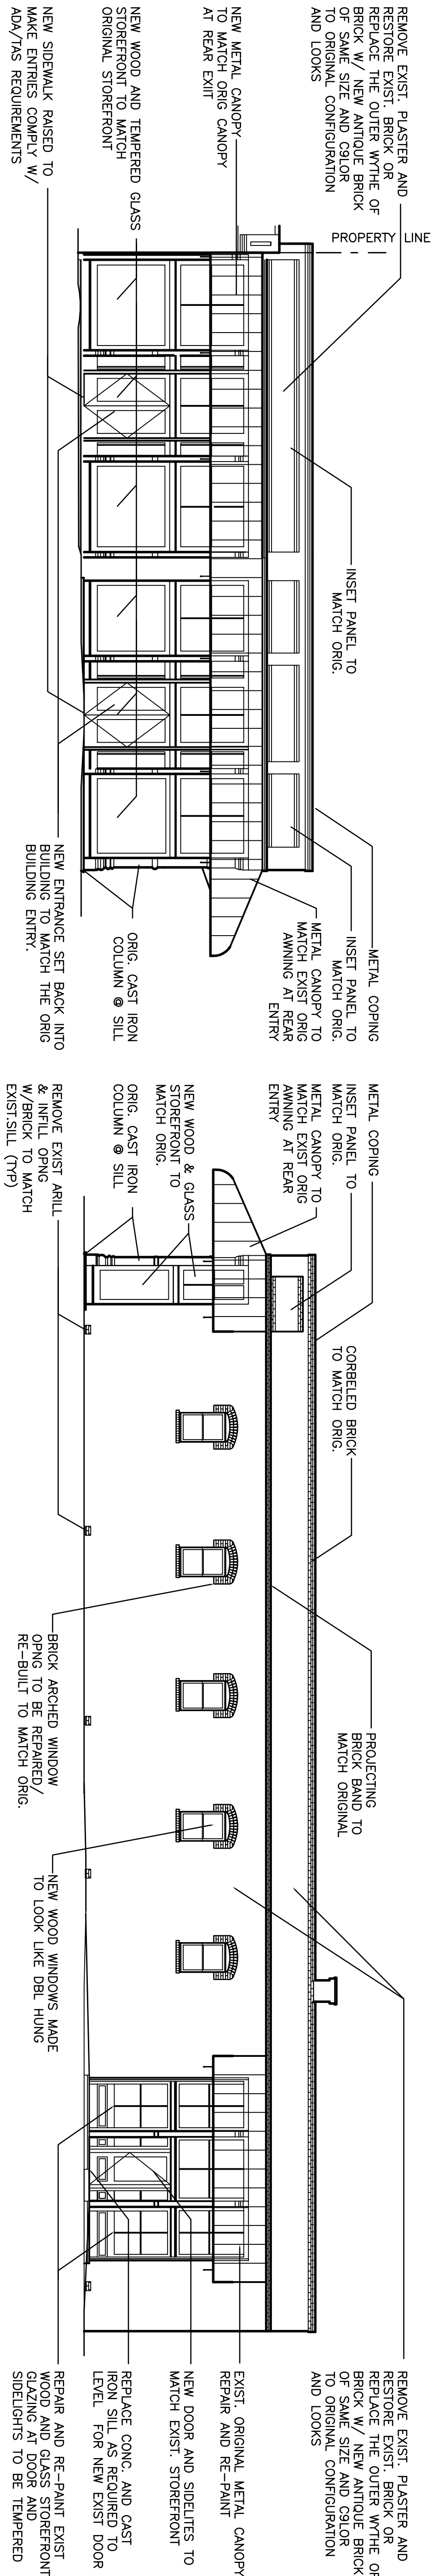 REMOVE EXIST. PLASTER AND
RESTORE EXIST. BRICK OR
REPLACE THE OUTER WYTHE OF
BRICK W/ NEW ANTIQUE BRICK
OF SAME SIZE AND C9LOR
TO ORIGINAL CONFIGURATION
AND LOOKS
NEW METAL CANOPY
TO MATCH ORIG CANOPY
AT REAR EXIIT
NEW WOOD AND TEMPERED GLASS
STOREFRONT TO MATCH
ORIGINAL STOREFRONT
NEW SIDEWALK RAISED TO
MAKE ENTRIES COMPLY W/
ADA/TAS REQUIREMENTS
PROPERTY LINE
INSET PANEL TO
MATCH ORIG.
METAL COPING
INSET PANEL TO
MATCH ORIG.
METAL CANOPY TO
MATCH EXIST ORIG
AWNING AT REAR
ENTRY
ORIG. CAST IRON
COLUMN @ SILL
NEW ENTRANCE SET BACK INTO
BUILDING TO MATCH THE ORIG
BUILDING ENTRY.
METAL COPING
INSET PANEL TO
MATCH ORIG.
METAL CANOPY TO
MATCH EXIST ORIG
AWNING AT REAR
ENTRY
NEW WOOD & GLASS
STOREFRONT TO
MATCH ORIG.
ORIG. CAST IRON
COLUMN @ SILL
REMOVE EXIST ARILL
& INFILL OPNG
W/BRICK TO MATCH
EXIST.SILL (TYP)
CORBELED BRICK
TO MATCH ORIG.
BRICK ARCHED WINDOW
OPNG TO BE REPAIRED/
RE-BUILT TO MATCH ORIG.
PROJECTING
BRICK BAND TO
MATCH ORIGINAL
NEW WOOD WINDOWS MADE
TO LOOK LIKE DBL HUNG
REMOVE EXIST. PLASTER AND
RESTORE EXIST. BRICK OR
REPLACE THE OUTER WYTHE OF
BRICK W/ NEW ANTIQUE BRICK
OF SAME SIZE AND C9LOR
TO ORIGINAL CONFIGURATION
AND LOOKS
EXIST. ORIGINAL METAL CANOPY
REPAIR AND RE-PAINT
NEW DOOR AND SIDELITES TO
MATCH EXIST. STOREFRONT
REPLACE CONC. AND CAST
IRON SILL AS REQUIRED TO
LEVEL FOR NEW EXIST DOOR
REPAIR AND RE-PAINT EXIST
WOOD AND GLASS STOREFRONT
GLAZING AT DOOR AND
SIDELIGHTS TO BE TEMPERED